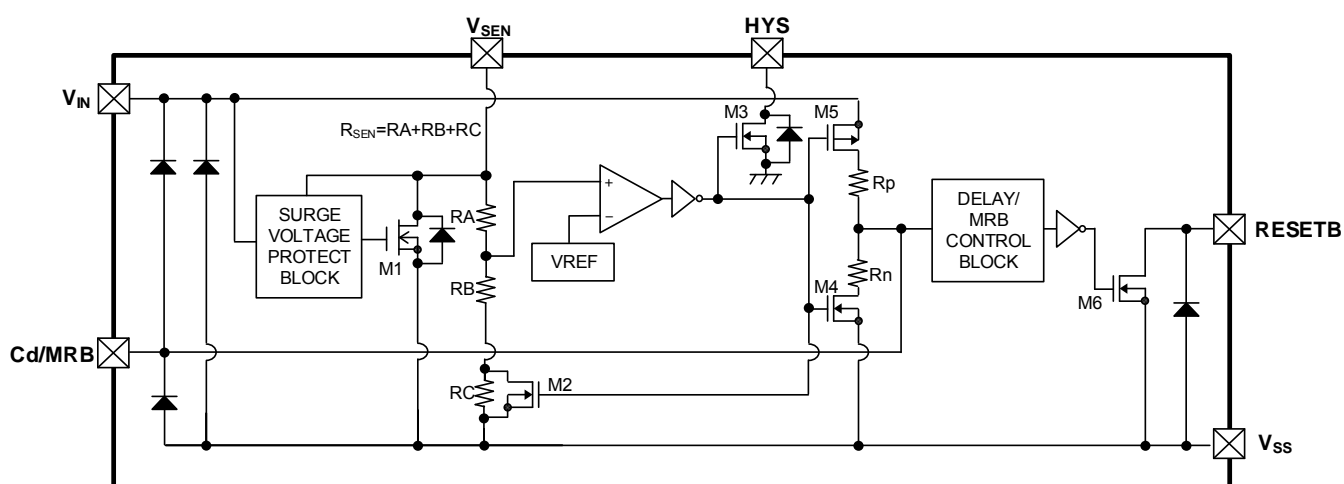 VSEN
HYS
VIN
RSEN=RA+RB+RC
M3
M5
Rp
SURGE
VOLTAGE
PROTECT
BLOCK
M1
RA
RB
+
−
VREF
DELAY/
MRB
CONTROL
BLOCK
RESETB
Rn
M4
M6
Cd/MRB
RC
M2
VSS